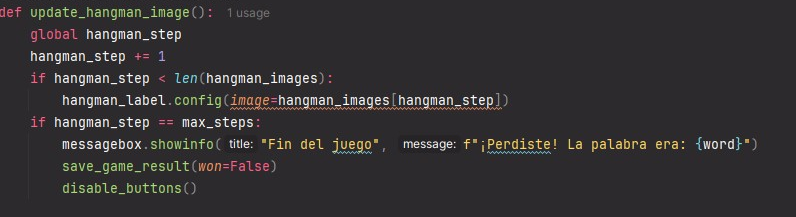 def update_hangman_image():  1 usage
    global hangman_step
    hangman_step += 1
    if hangman_step < len(hangman_images):
        hangman_label.config(image=hangman_images[hangman_step])
    if hangman_step == max_steps:
        messagebox.showinfo( title: "Fin del juego",  message: f"¡Perdiste! La palabra era: {word}")
        save_game_result(won=False)
        disable_buttons()